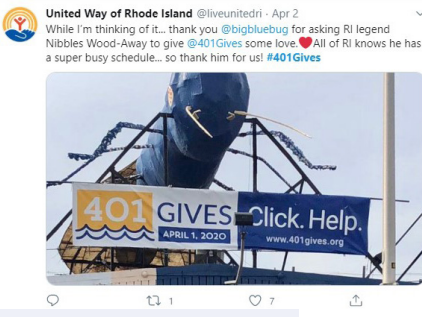 United Way of Rhode Island @liveunitedri · Apr 2
While I'm thinking of it... thank you @bigbluebug for asking RI legend
Nibbles Wood-Away to give @401Gives some love.❤️All of RI knows he has
a super busy schedule... so thank him for us! #401Gives
401 GIVES
APRIL 1, 2020
Click. Help.
www.401gives.org
1
7